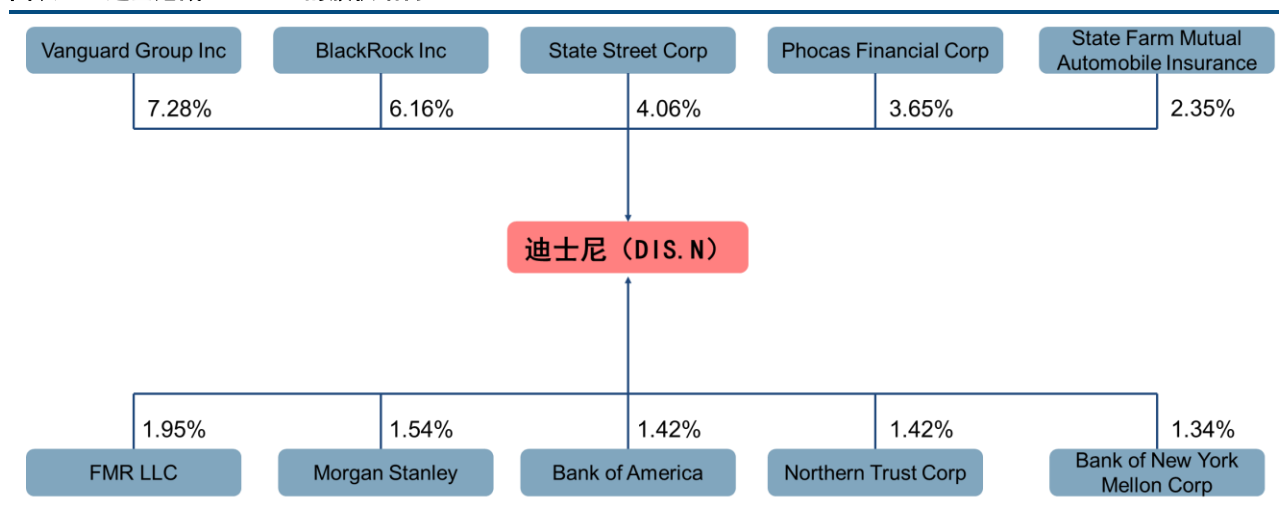 Vanguard Group Inc
BlackRock Inc
State Street Corp
Phocas Financial Corp
State Farm Mutual
Automobile Insurance
7.28%
6.16%
4.06%
3.65%
2.35%
迪士尼（DIS.N）
1.95%
1.54%
1.42%
1.42%
1.34%
FMR LLC
Morgan Stanley
Bank of America
Northern Trust Corp
Bank of New York
Mellon Corp